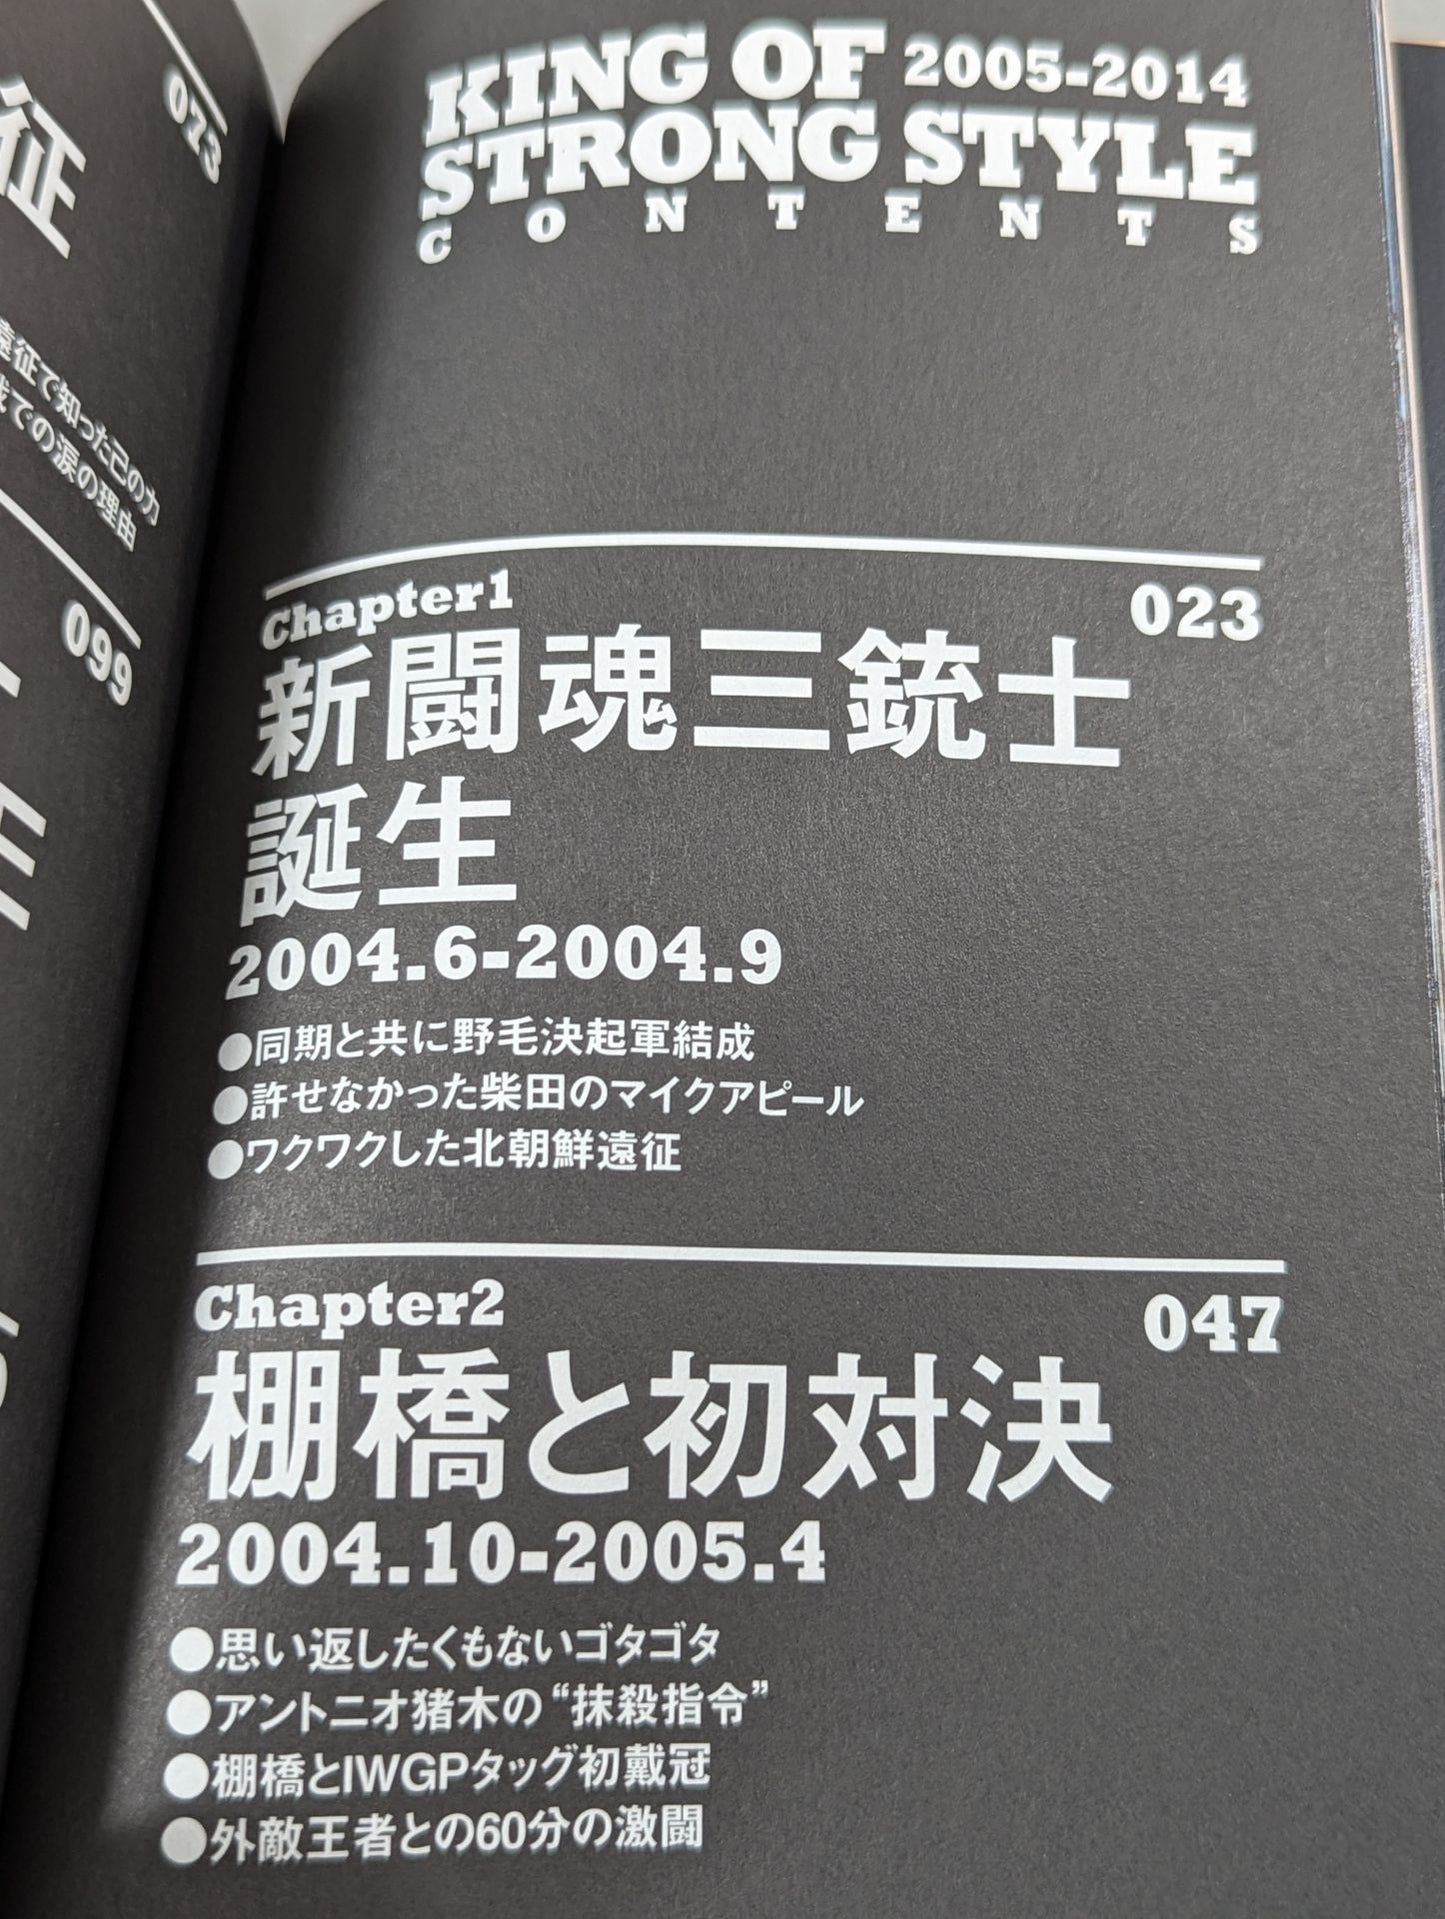 KING OF 2005-2014
STRONG STYLE
CONTENTS
Chapter1 023
新闘魂三銃士
誕生
2004.6-2004.9
●同期と共に野毛決起軍結成
●許せなかった柴田のマイクアピール
●ワクワクした北朝鮮遠征
Chapter2 047
棚橋と初対決
2004.10-2005.4
●思い返したくもないゴタゴタ
●アントニオ猪木の“抹殺指令”
●棚橋とIWGPタッグ初戴冠
●外敵王者との60分の激闘
073
征
遠征で知った己の力
戦での涙の理由
099